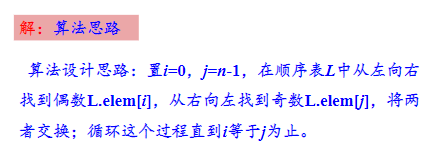 解：算法思路
算法设计思路：置i=0，j=n-1，在顺序表L中从左向右
找到偶数L.elem[i]，从右向左找到奇数L.elem[j]，将两
者交换；循环这个过程直到i等于j为止。